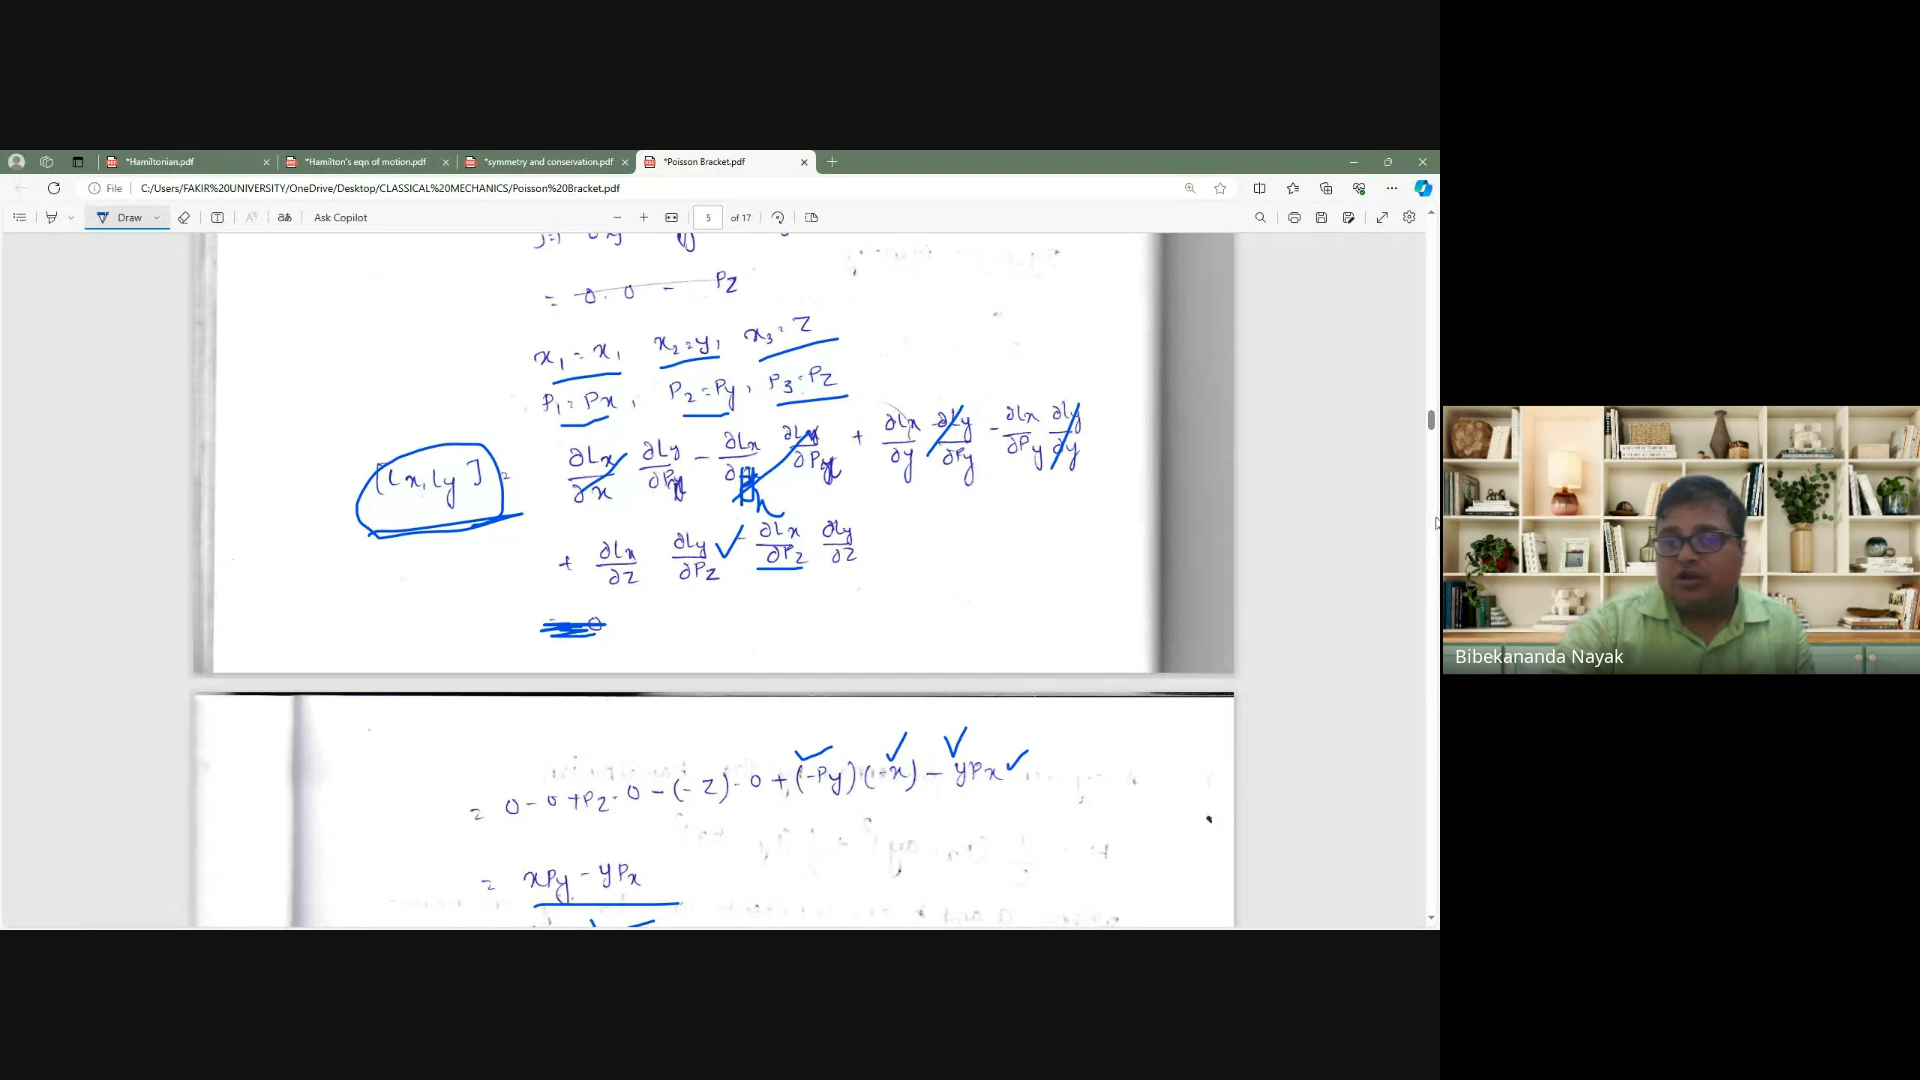 *Hamiltonian.pdf
*Hamilton's eqn of motion.pdf
*symmetry and conservation.pdf
*Poisson Bracket.pdf
File
C:/Users/FAKIR%20UNIVERSITY/OneDrive/Desktop/CLASSICAL%20MECHANICS/Poisson%20Bracket.pdf
Draw
Ask Copilot
5 of 17
= 0.0 - Pz
x₁ = x, x₂ = y, x₃ = z
P₁ = Px, P₂ = Py, P₃ = Pz
[Lx, Ly] = ∂Lx/∂x ∂Ly/∂Px - ∂Lx/ + ∂Lx/∂y ∂Ly/∂Py - ∂Lx/∂Py ∂Ly/∂y
+ ∂Lx/∂z ∂Ly/∂Pz - ∂Lx/∂Pz ∂Ly/∂z
= 0 - 0 + Pz·0 - (-z)·0 + (-Py)(-x) - yPx
= xPy - yPx
Bibekananda Nayak